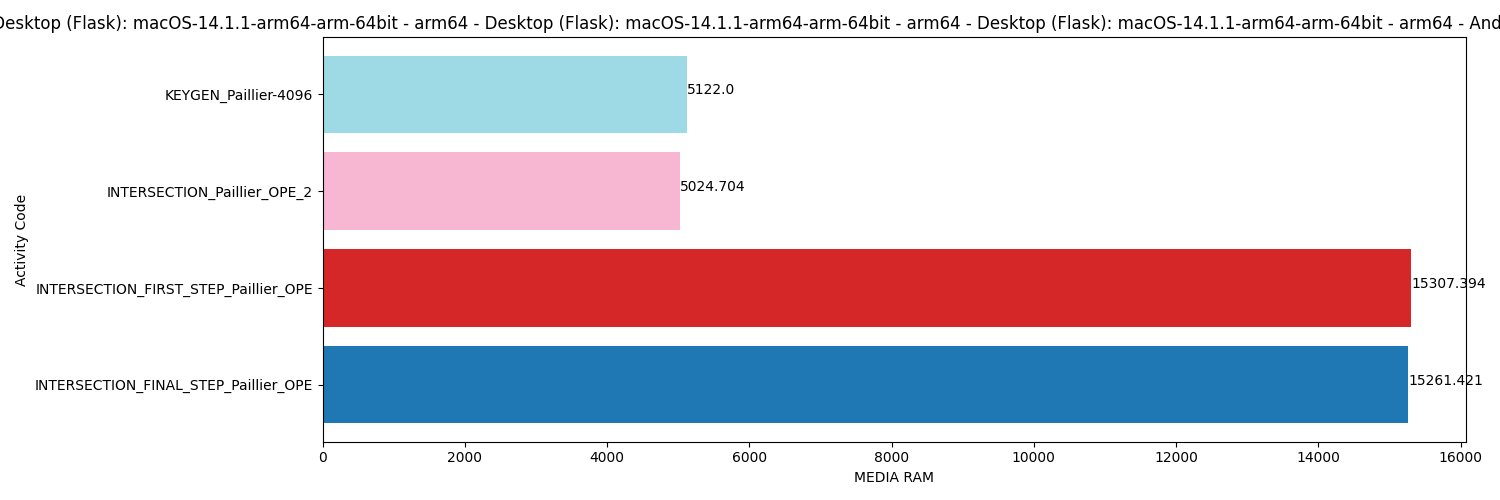 Desktop (Flask): macOS-14.1.1-arm64-arm-64bit - arm64 - Desktop (Flask): macOS-14.1.1-arm64-arm-64bit - arm64 - Desktop (Flask): macOS-14.1.1-arm64-arm-64bit - arm64 - And
KEYGEN_Paillier-4096
5122.0
INTERSECTION_Paillier_OPE_2
5024.704
Activity Code
INTERSECTION_FIRST_STEP_Paillier_OPE
15307.394
INTERSECTION_FINAL_STEP_Paillier_OPE
15261.421
0 2000 4000 6000 8000 10000 12000 14000 16000
MEDIA RAM